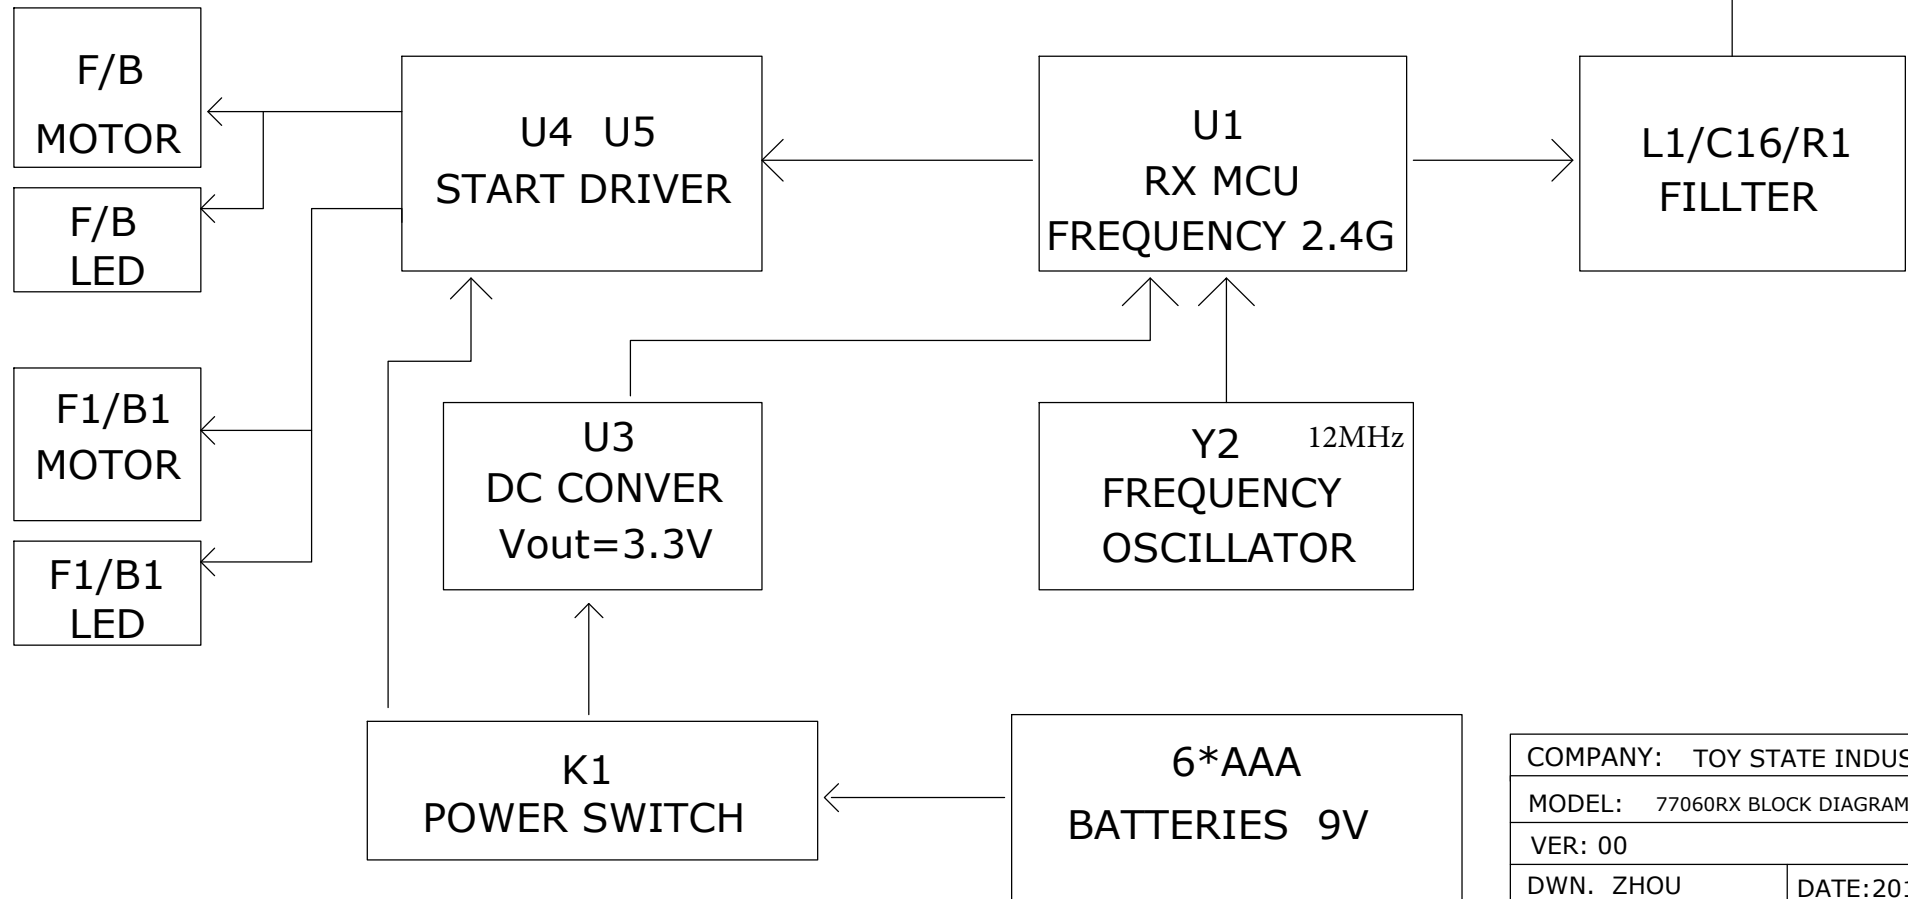 F/B
MOTOR
F/B
LED
F1/B1
MOTOR
F1/B1
LED
U4 U5
START DRIVER
U1
RX MCU
FREQUENCY 2.4G
L1/C16/R1
FILLTER
U3
DC CONVER
Vout=3.3V
Y2 12MHz
FREQUENCY
OSCILLATOR
K1
POWER SWITCH
6*AAA
BATTERIES 9V
COMPANY: TOY STATE INDUS
MODEL: 77060RX BLOCK DIAGRAM
VER: 00
DWN. ZHOU DATE:201